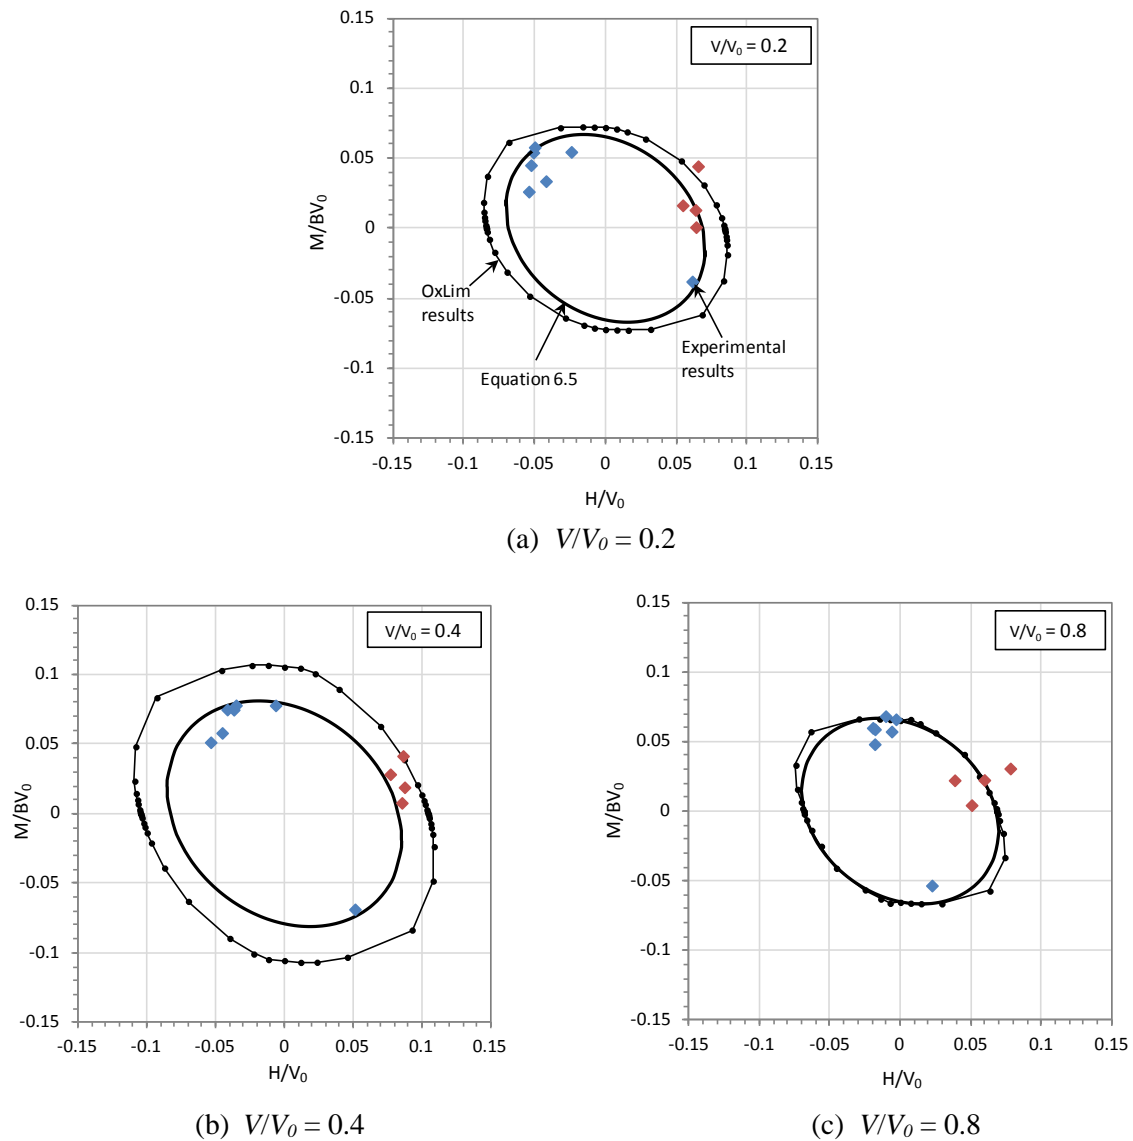 0.15
V/V₀ = 0.2
0.1
0.05
M/BV₀
0
OxLim
results
-0.05
Experimental
results
Equation 6.5
-0.1
-0.15
-0.15 -0.1 -0.05 0 0.05 0.1 0.15
H/V₀
(a) V/V₀ = 0.2
0.15
V/V₀ = 0.4
0.1
0.05
M/BV₀
0
-0.05
-0.1
-0.15
-0.15 -0.1 -0.05 0 0.05 0.1 0.15
H/V₀
(b) V/V₀ = 0.4
0.15
V/V₀ = 0.8
0.1
0.05
M/BV₀
0
-0.05
-0.1
-0.15
-0.15 -0.1 -0.05 0 0.05 0.1 0.15
H/V₀
(c) V/V₀ = 0.8